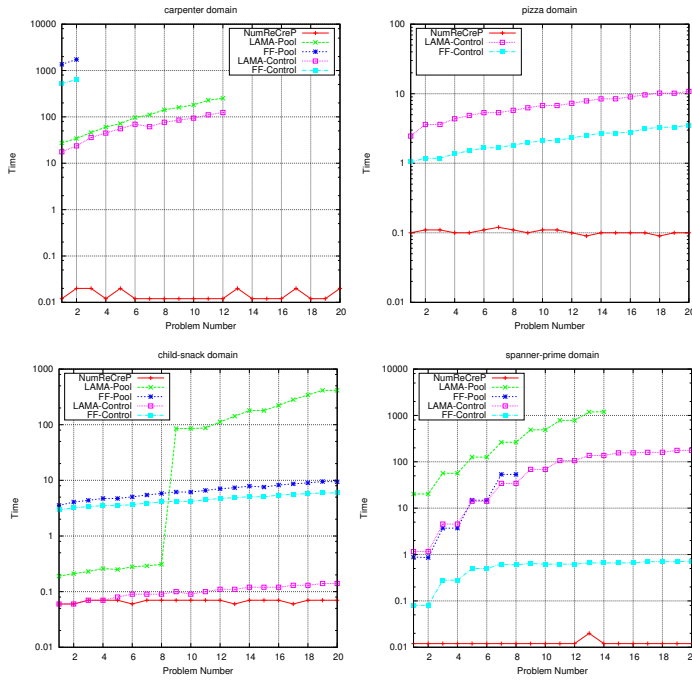 carpenter domain
10000
1000
100
10
1
0.1
0.01
Time
NumReCreP
LAMA-Pool
FF-Pool
LAMA-Control
FF-Control
2 4 6 8 10 12 14 16 18 20
Problem Number
pizza domain
100
10
1
0.1
0.01
Time
NumReCreP
LAMA-Control
FF-Control
2 4 6 8 10 12 14 16 18 20
Problem Number
child-snack domain
1000
100
10
1
0.1
0.01
Time
NumReCreP
LAMA-Pool
FF-Pool
LAMA-Control
FF-Control
2 4 6 8 10 12 14 16 18 20
Problem Number
spanner-prime domain
10000
1000
100
10
1
0.1
0.01
Time
NumReCreP
LAMA-Pool
FF-Pool
LAMA-Control
FF-Control
2 4 6 8 10 12 14 16 18 20
Problem Number